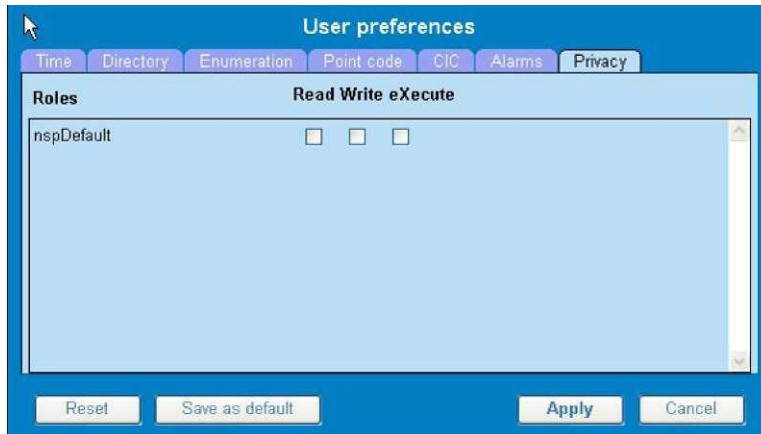 User preferences
Time Directory Enumeration Point code CIC Alarms Privacy
Roles Read Write eXecute
nspDefault
Reset Save as default Apply Cancel